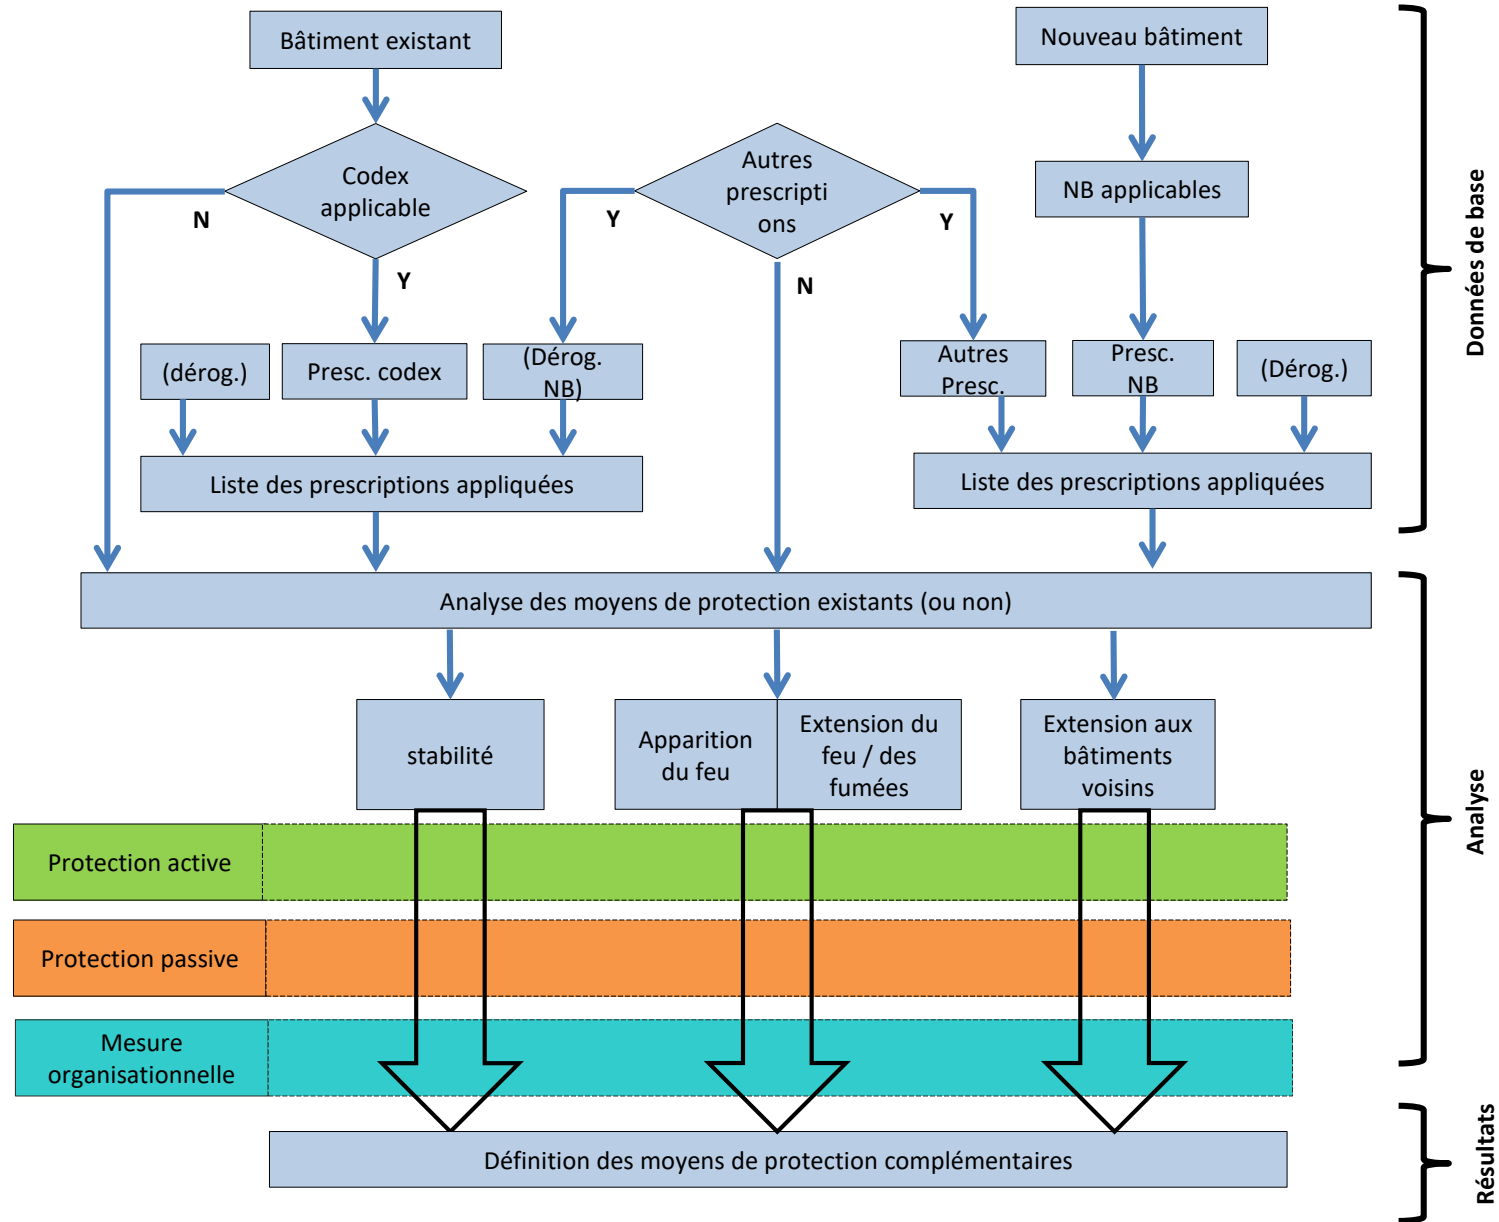 Bâtiment existant
Nouveau bâtiment
Codex
applicable
Autres
prescripti
ons
NB applicables
N
Y
Y
Y
N
(dérog.)
Presc. codex
(Dérog.
NB)
Autres
Presc.
Presc.
NB
(Dérog.)
Liste des prescriptions appliquées
Liste des prescriptions appliquées
Données de base
Analyse des moyens de protection existants (ou non)
stabilité
Apparition
du feu
Extension du
feu / des
fumées
Extension aux
bâtiments
voisins
Protection active
Protection passive
Mesure
organisationnelle
Analyse
Définition des moyens de protection complémentaires
Résultats